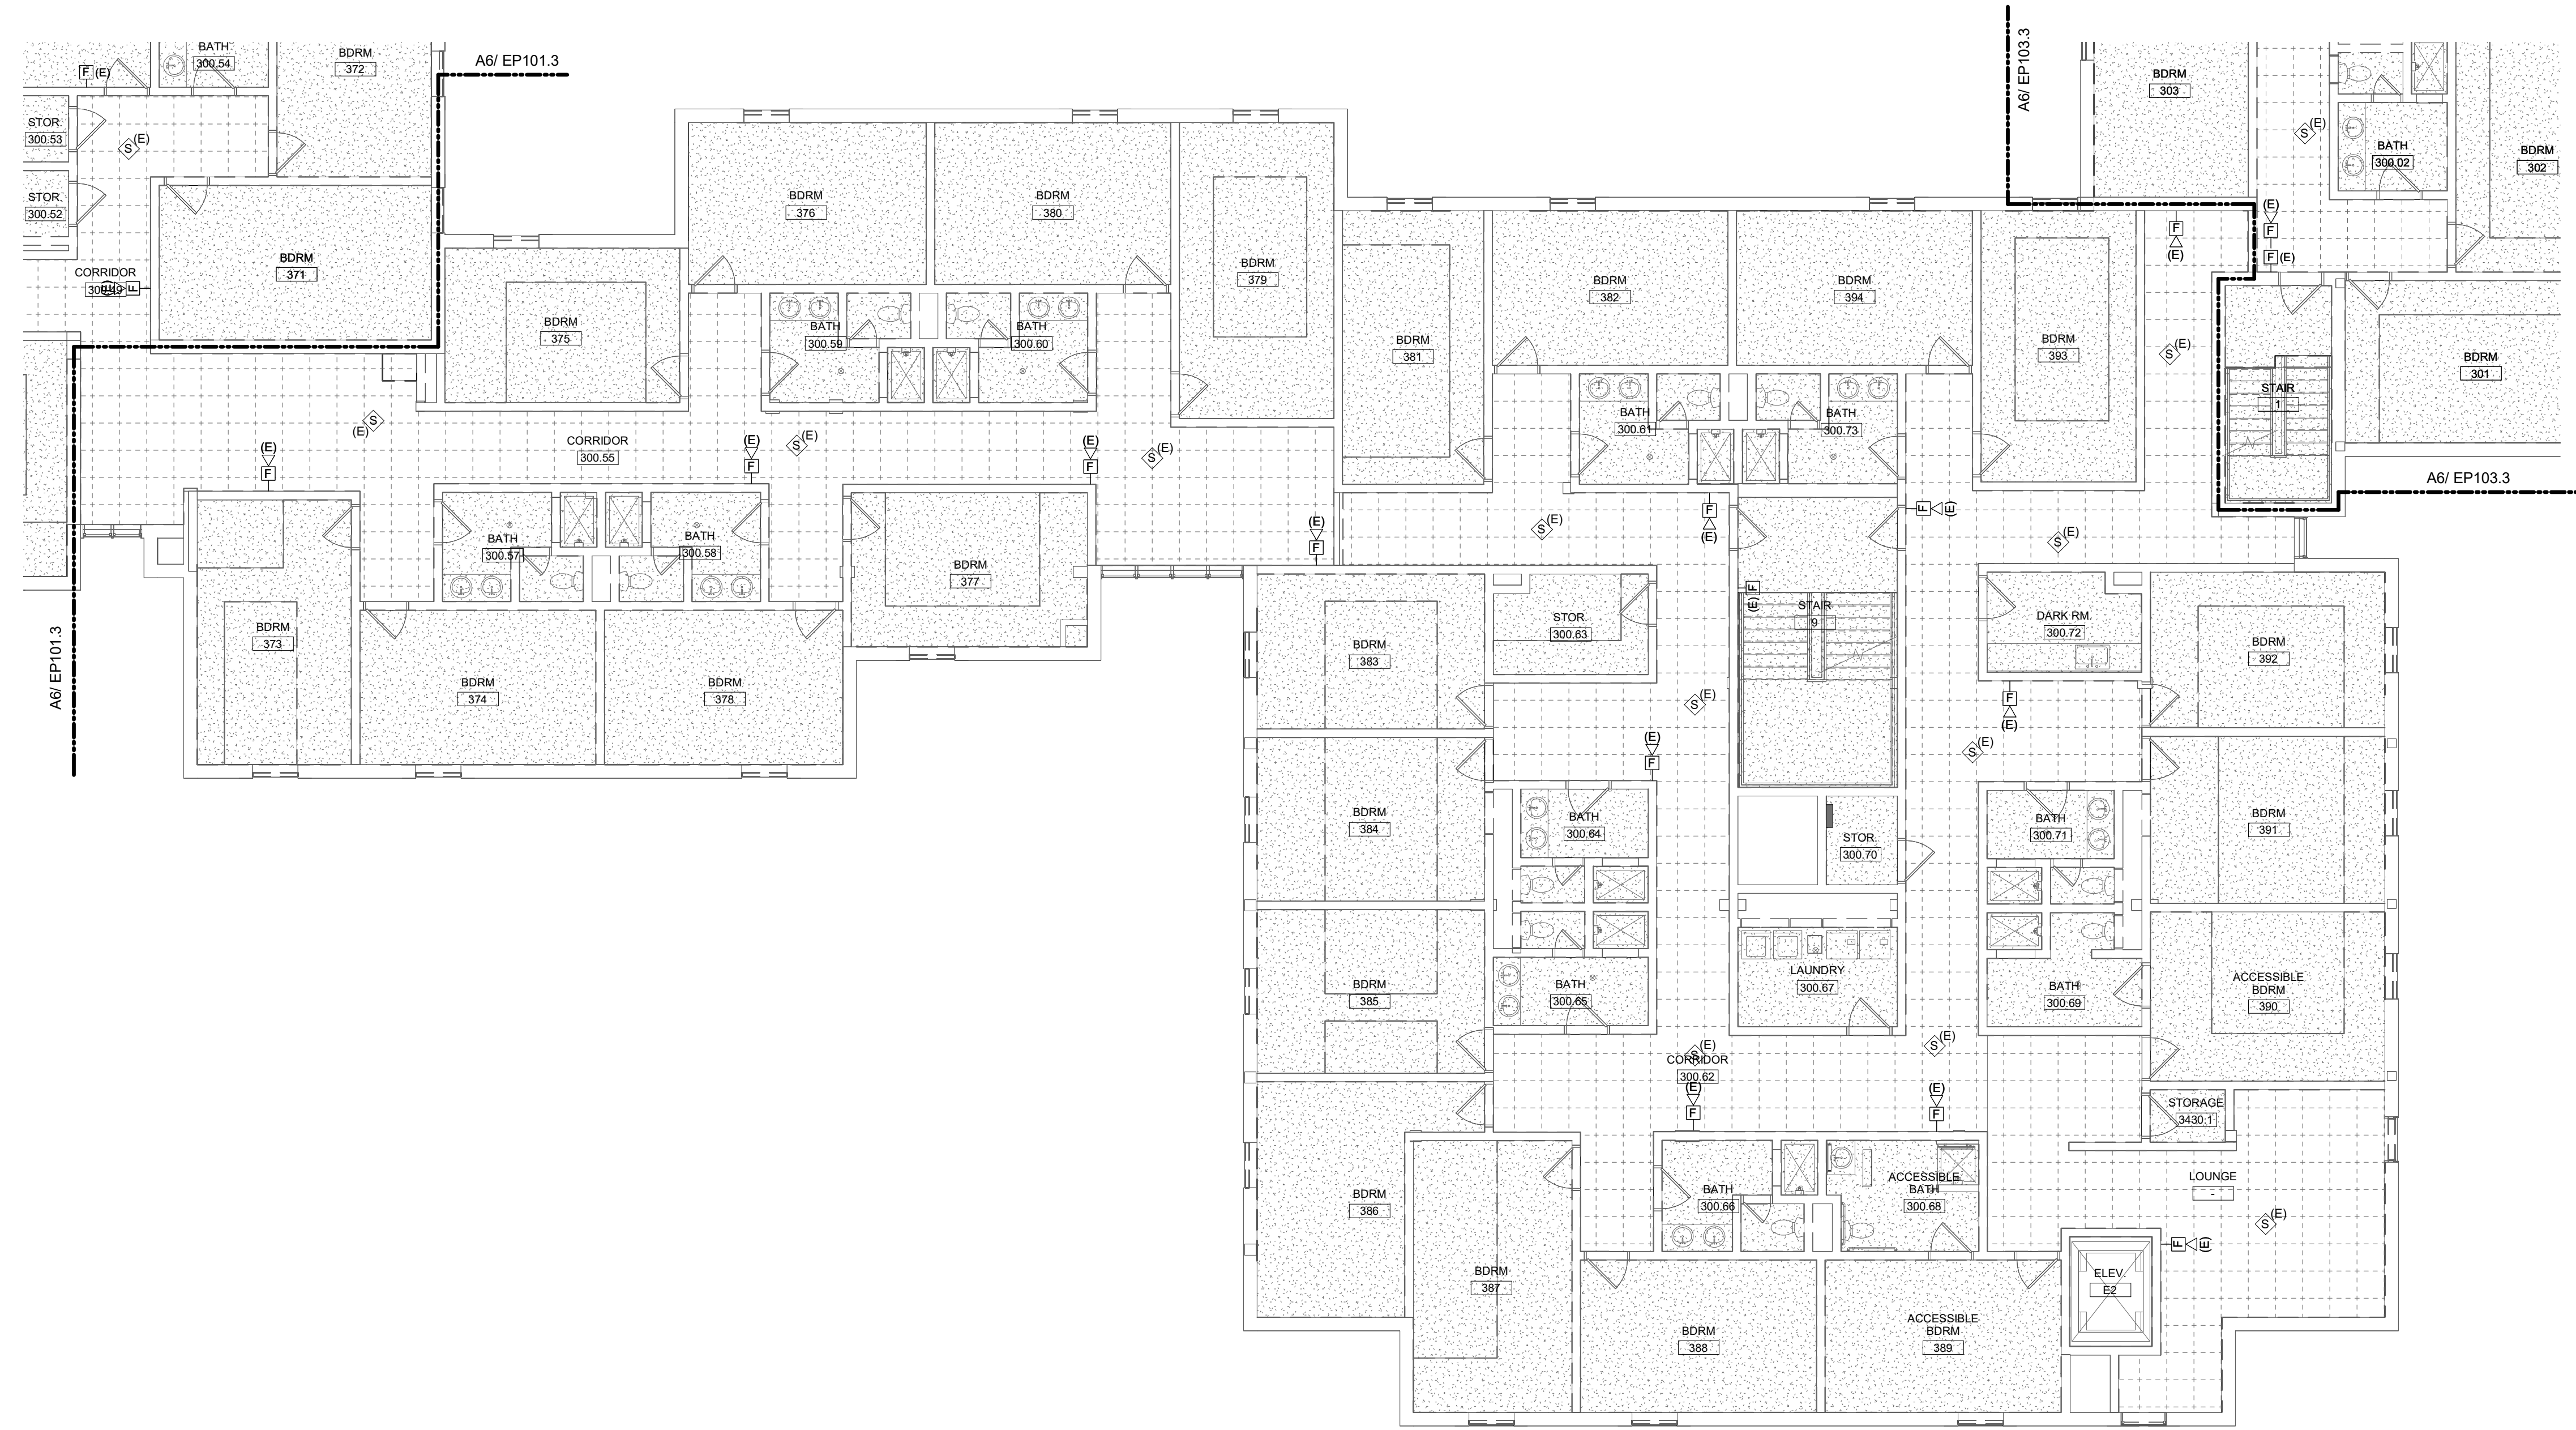 A6/ EP101.3
A6/ EP103.3
BATH
300.54
BDRM
372
F
(E)
STOR.
300.53
S
(E)
STOR.
300.52
CORRIDOR
F
BDRM
371
BDRM
303
S
(E)
BATH
300.02
BDRM
302
(E)
F
F
(E)
F
(E)
BDRM
376
BDRM
380
BDRM
379
BDRM
375
BATH
300.59
BATH
300.60
BDRM
381
BDRM
382
BDRM
394
BDRM
393
S
(E)
BDRM
301
STAIR
1
BATH
300.61
BATH
300.73
S
(E)
CORRIDOR
300.55
(E)
F
(E)
F
S
(E)
(E)
F
S
(E)
A6/ EP103.3
BDRM
373
BATH
300.57
BATH
300.58
BDRM
377
(E)
F
S
(E)
F
(E)
F
(E)
S
(E)
A6/ EP101.3
BDRM
374
BDRM
378
BDRM
383
STOR.
300.63
F
(E)
STAIR
9
DARK RM.
300.72
BDRM
392
S
(E)
F
(E)
S
(E)
(E)
F
BDRM
384
BATH
300.64
STOR.
300.70
BATH
300.71
BDRM
391
BDRM
385
BATH
300.65
LAUNDRY
300.67
BATH
300.69
ACCESSIBLE
BDRM
390
S
(E)
CORRIDOR
300.62
(E)
F
S
(E)
(E)
F
STORAGE
3430.1
BDRM
386
BATH
300.66
ACCESSIBLE
BATH
300.68
LOUNGE
-
S
(E)
F
(E)
BDRM
387
ELEV.
E2
BDRM
388
ACCESSIBLE
BDRM
389